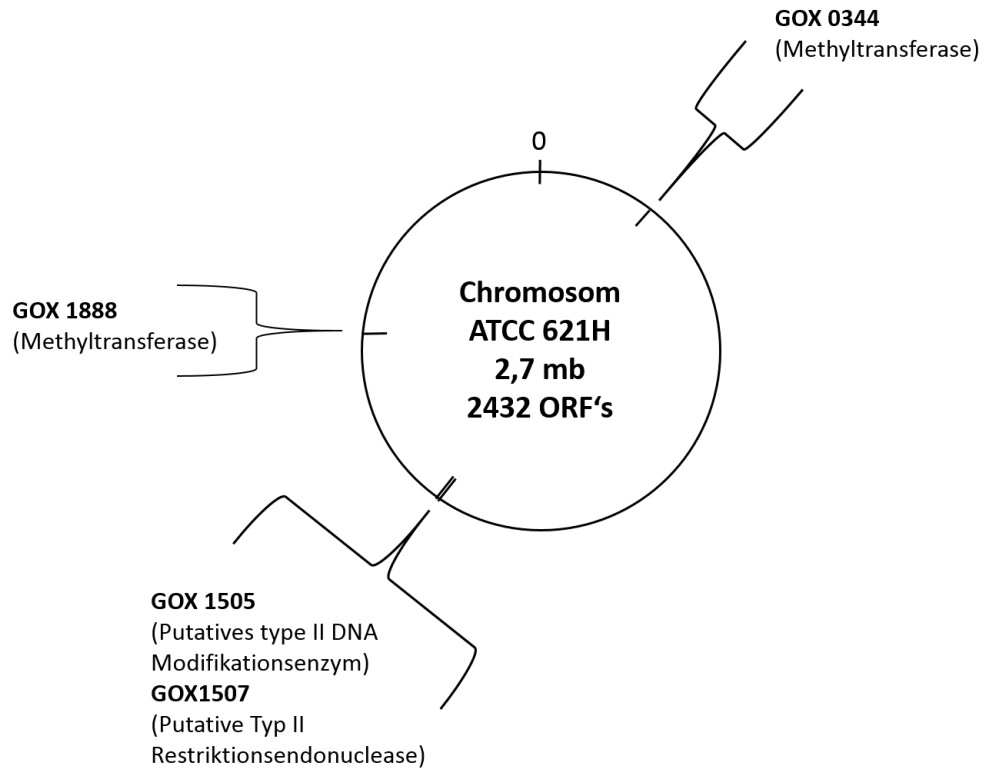 GOX 0344
(Methyltransferase)
0
Chromosom
ATCC 621H
2,7 mb
2432 ORF‘s
GOX 1888
(Methyltransferase)
GOX 1505
(Putatives type II DNA
Modifikationsenzym)
GOX1507
(Putative Typ II
Restriktionsendonuclease)